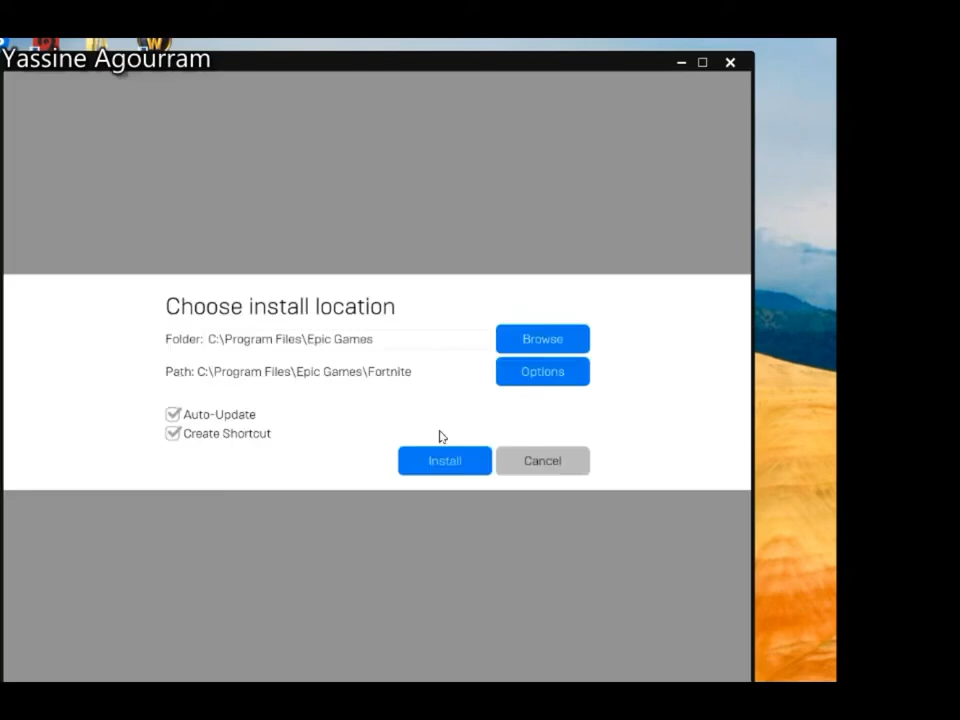 Yassine Agourram
Choose install location
Folder: C:\Program Files\Epic Games
Browse
Path: C:\Program Files\Epic Games\Fortnite
Options
Auto-Update
Create Shortcut
Install
Cancel